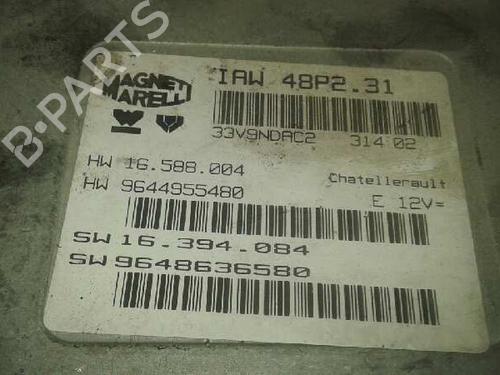 B-PARTS
MAGNETI
MARELLI
IAW 48P2.31
33V9NDAC2 314 02
HW 16.588.004
Chatellerault
HW 9644955480
E 12V=
SW 16.394.084
SW 9648636580